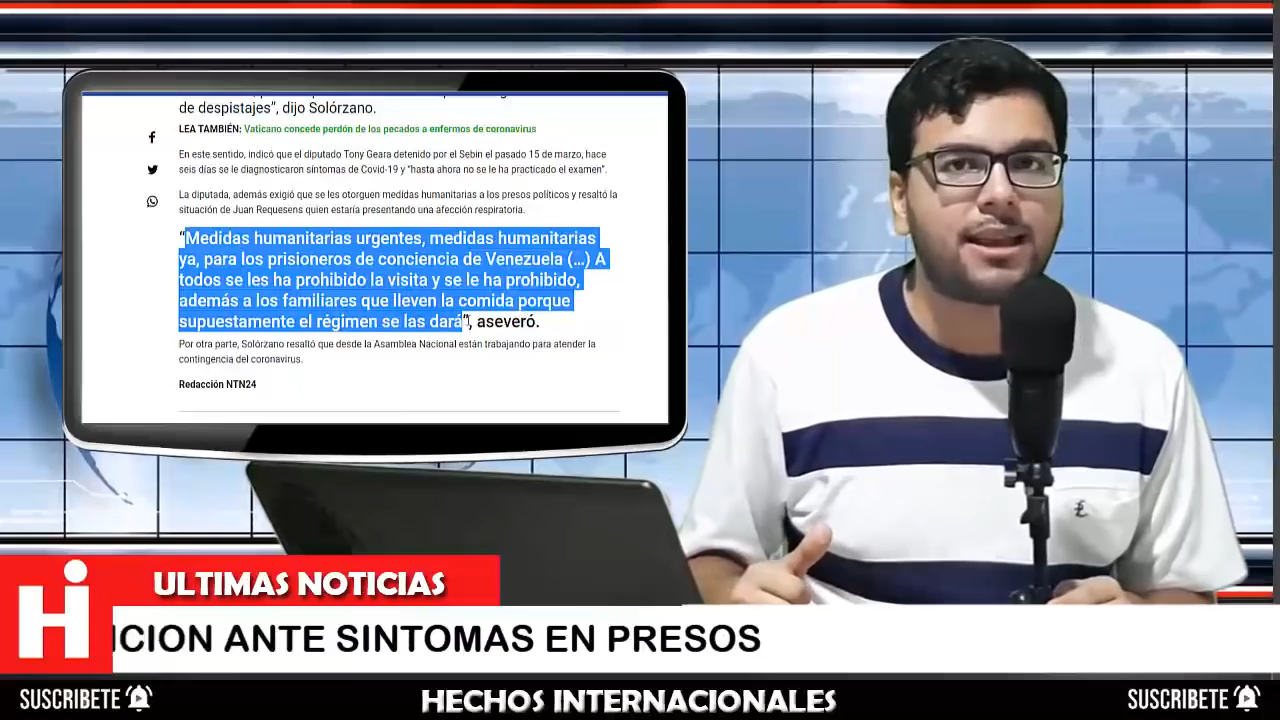 de despistajes", dijo Solórzano.
LEA TAMBIÉN: Vaticano concede perdón de los pecados a enfermos de coronavirus
En este sentido, indicó que el diputado Tony Geara detenido por el Sebin el pasado 15 de marzo, hace
seis días se le diagnosticaron síntomas de Covid-19 y "hasta ahora no se le ha practicado el examen".
La diputada, además exigió que se les otorguen medidas humanitarias a los presos políticos y resaltó la
situación de Juan Requesens quien estaría presentando una afección respiratoria.
"Medidas humanitarias urgentes, medidas humanitarias
ya, para los prisioneros de conciencia de Venezuela (...) A
todos se les ha prohibido la visita y se le ha prohibido,
además a los familiares que lleven la comida porque
supuestamente el régimen se las dará", aseveró.
Por otra parte, Solórzano resaltó que desde la Asamblea Nacional están trabajando para atender la
contingencia del coronavirus.
Redacción NTN24
Hi
ULTIMAS NOTICIAS
ICION ANTE SINTOMAS EN PRESOS
SUSCRIBETE
HECHOS INTERNACIONALES
SUSCRIBETE